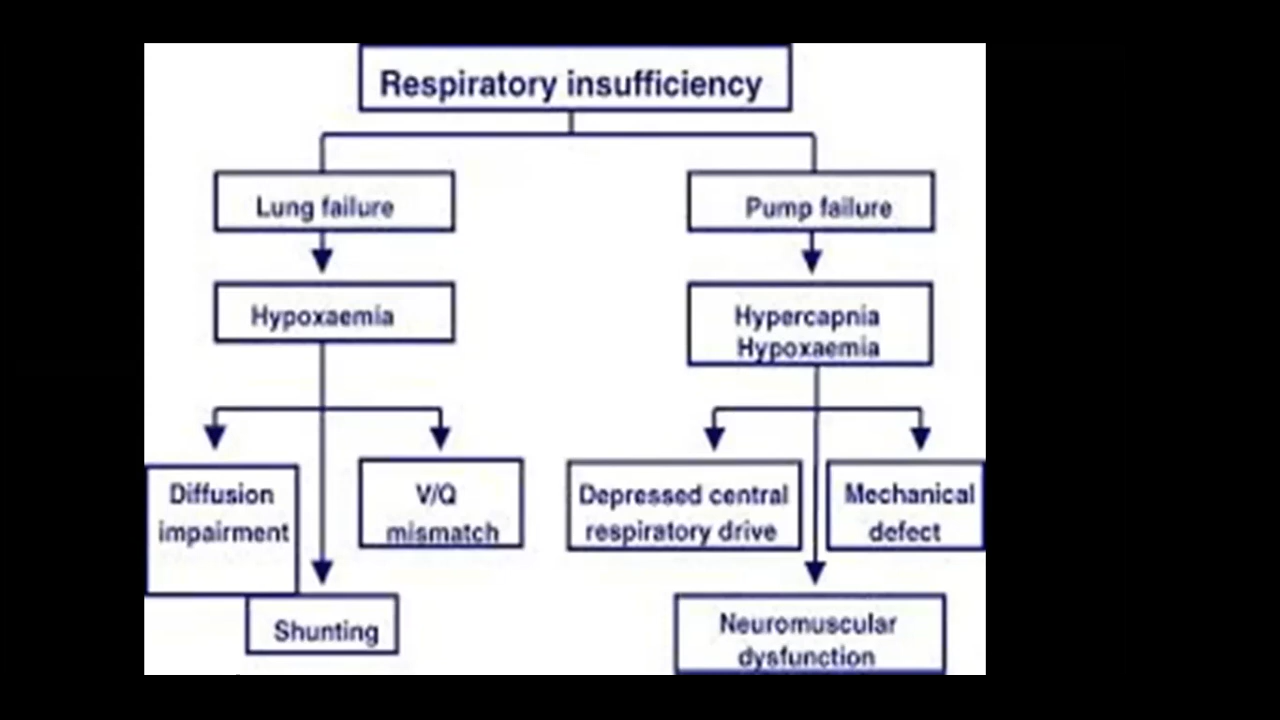 Respiratory insufficiency
Lung failure
Pump failure
Hypoxaemia
Hypercapnia
Hypoxaemia
Diffusion
impairment
V/Q
mismatch
Depressed central
respiratory drive
Mechanical
defect
Shunting
Neuromuscular
dysfunction